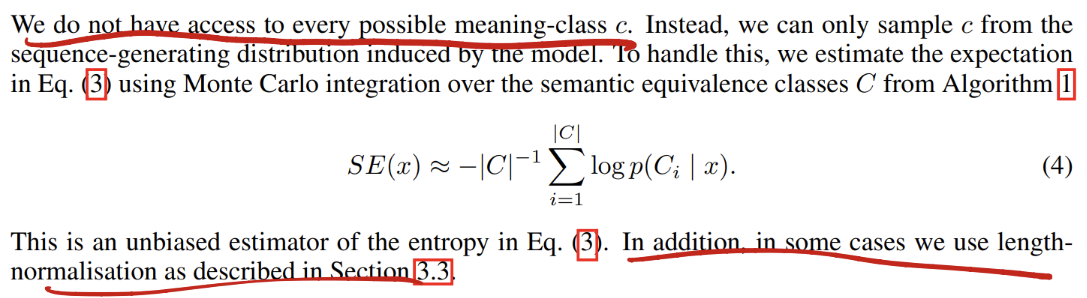 We do not have access to every possible meaning-class c. Instead, we can only sample c from the
sequence-generating distribution induced by the model. To handle this, we estimate the expectation
in Eq. (3) using Monte Carlo integration over the semantic equivalence classes C from Algorithm 1
SE(x) ≈ −|C|⁻¹ ∑_{i=1}^{|C|} log p(C_i | x). (4)
This is an unbiased estimator of the entropy in Eq. (3). In addition, in some cases we use length-
normalisation as described in Section 3.3.